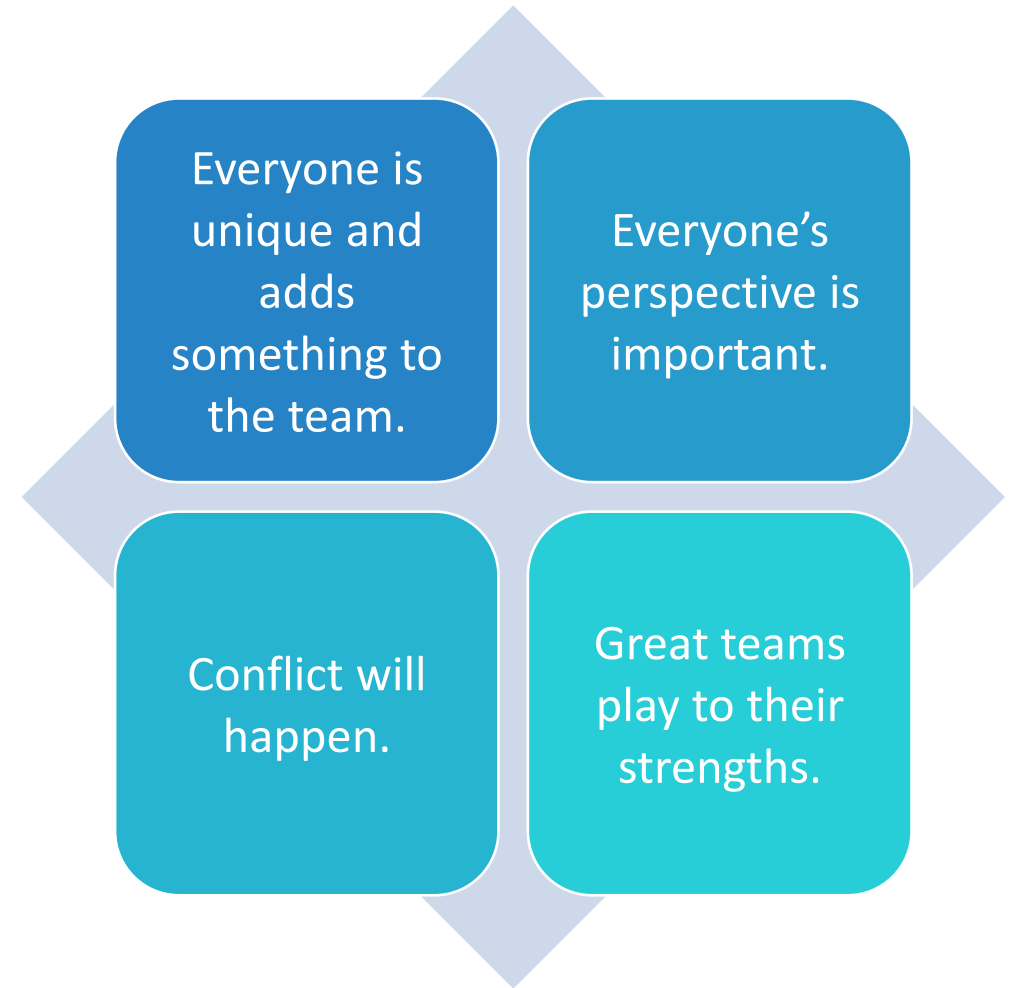 Everyone is
unique and
adds
something to
the team.
Everyone’s
perspective is
important.
Conflict will
happen.
Great teams
play to their
strengths.